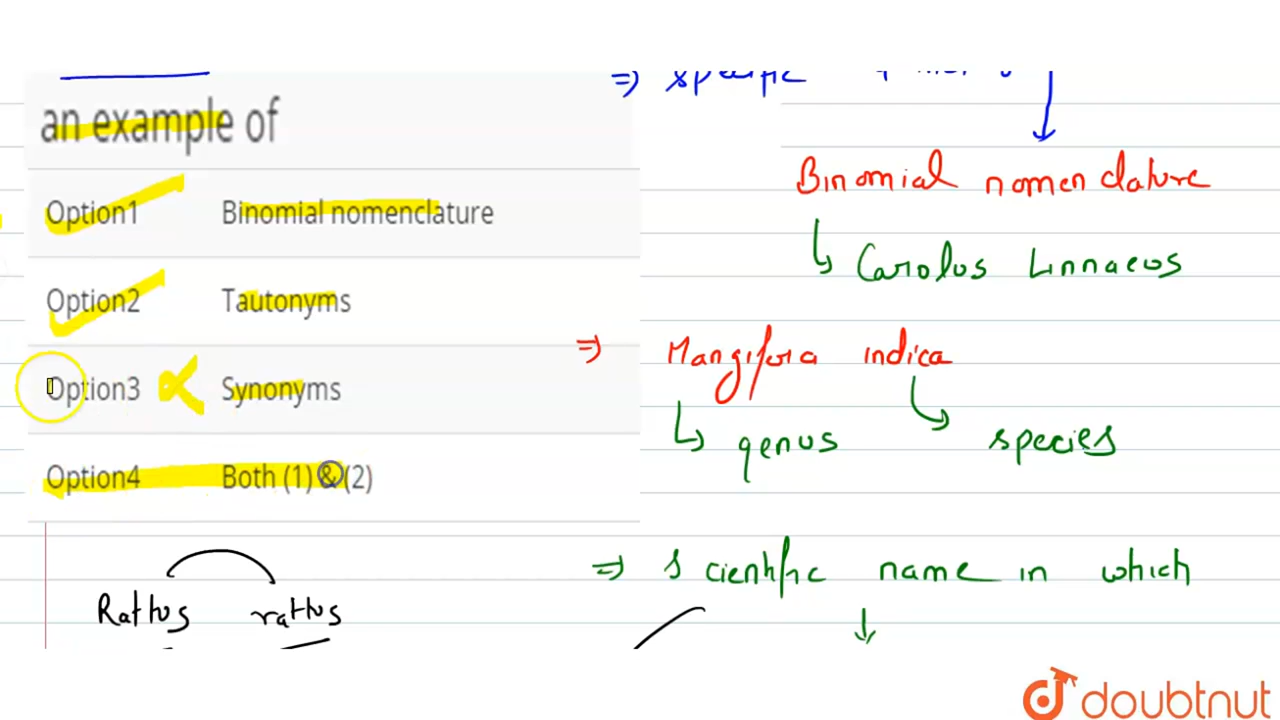 ⇒ specific
an example of
Binomial nomenclature
Option1 Binomial nomenclature
↳ Carolus Linnaeus
Option2 Tautonyms
⇒ Mangifera indica
Option3 Synonyms
↳ genus ↳ species
Option4 Both (1) & (2)
⇒ Scientific name in which
Rattus rattus
doubtnut